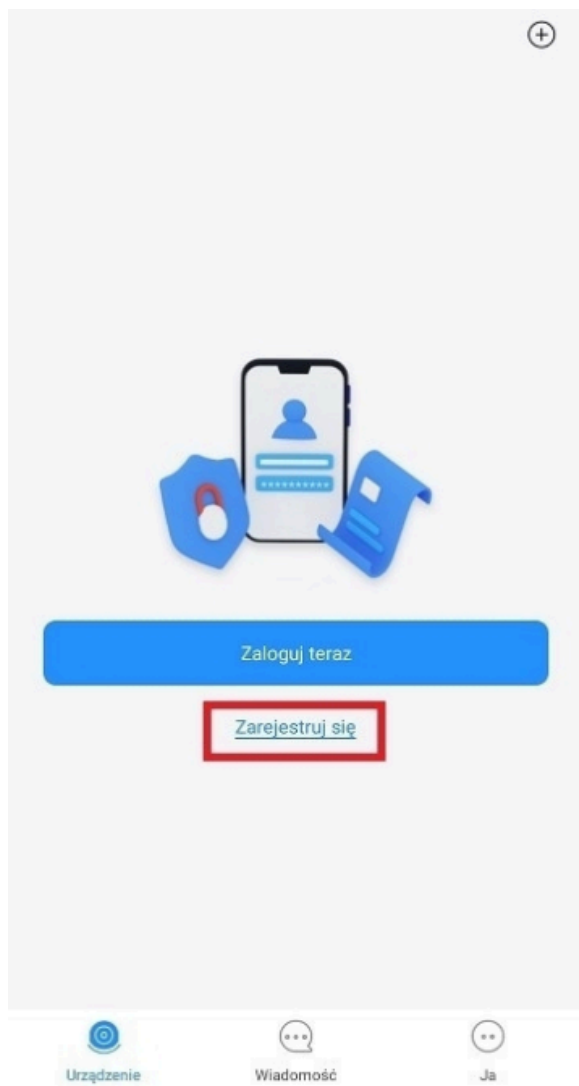 Zaloguj teraz
Zarejestruj się
Urządzenie
Wiadomość
Ja